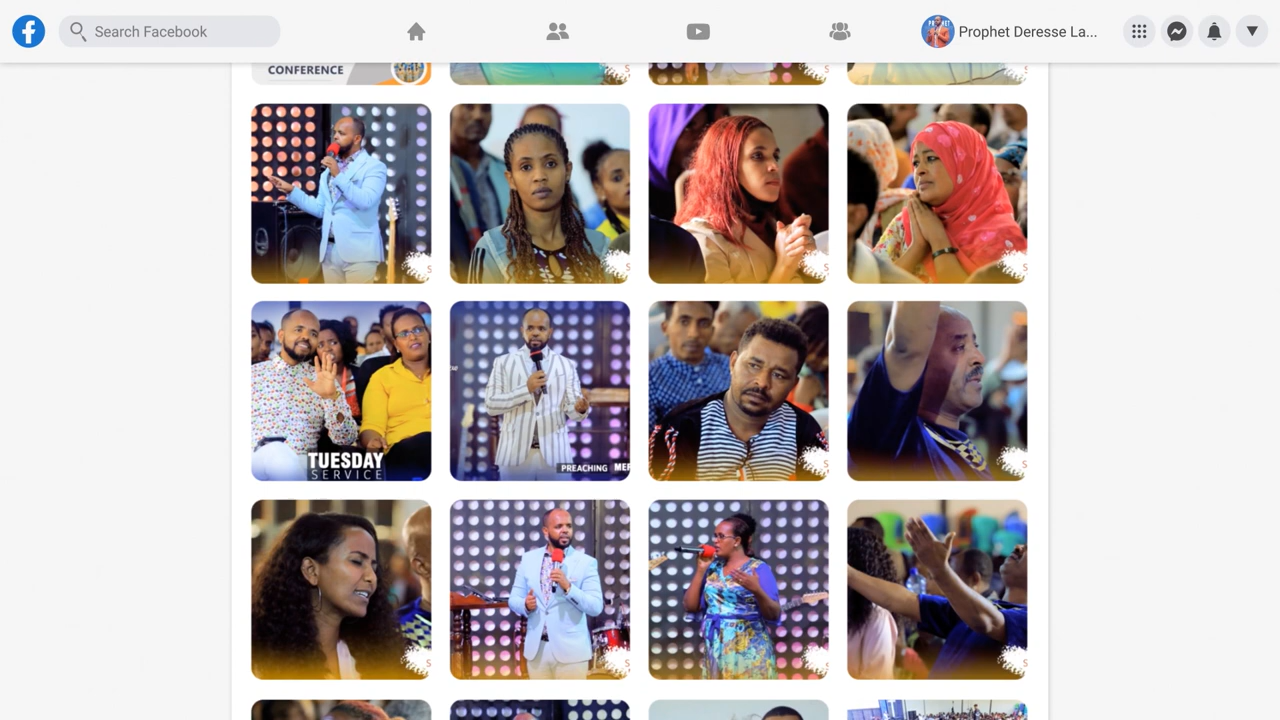 Search Facebook
Prophet Deresse La...
CONFERENCE
TUESDAY
SERVICE
PREACHING